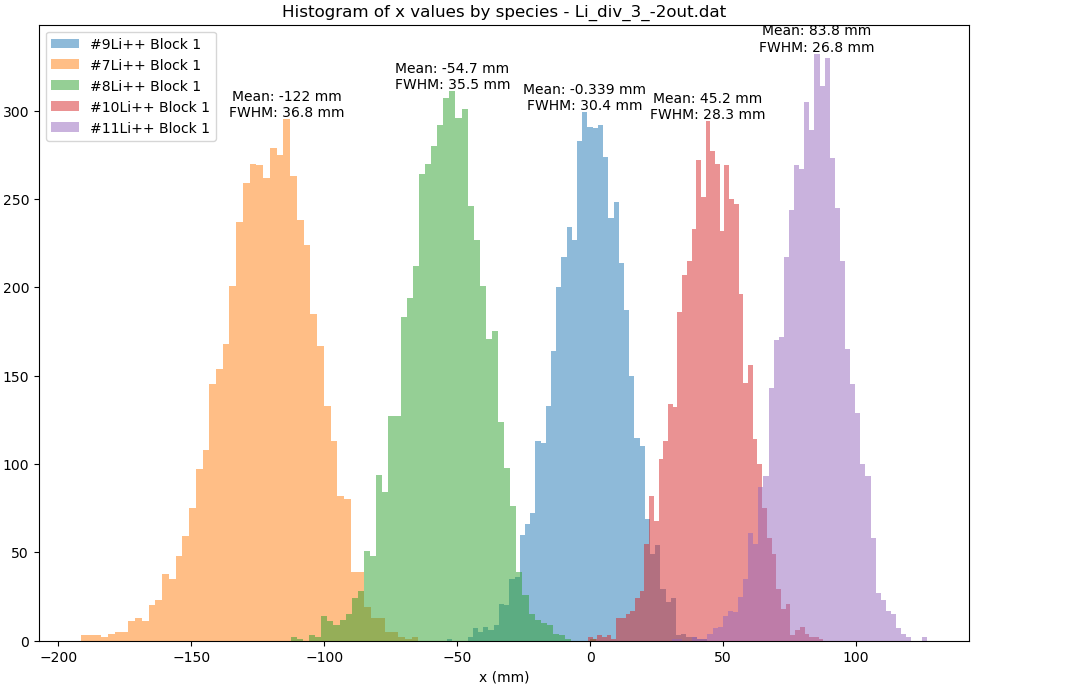 Histogram of x values by species - Li_div_3_-2out.dat
#9Li++ Block 1
#7Li++ Block 1
#8Li++ Block 1
#10Li++ Block 1
#11Li++ Block 1
Mean: -122 mm
FWHM: 36.8 mm
Mean: -54.7 mm
FWHM: 35.5 mm
Mean: -0.339 mm
FWHM: 30.4 mm
Mean: 45.2 mm
FWHM: 28.3 mm
Mean: 83.8 mm
FWHM: 26.8 mm
300
250
200
150
100
50
0
−200
−150
−100
−50
0
50
100
x (mm)